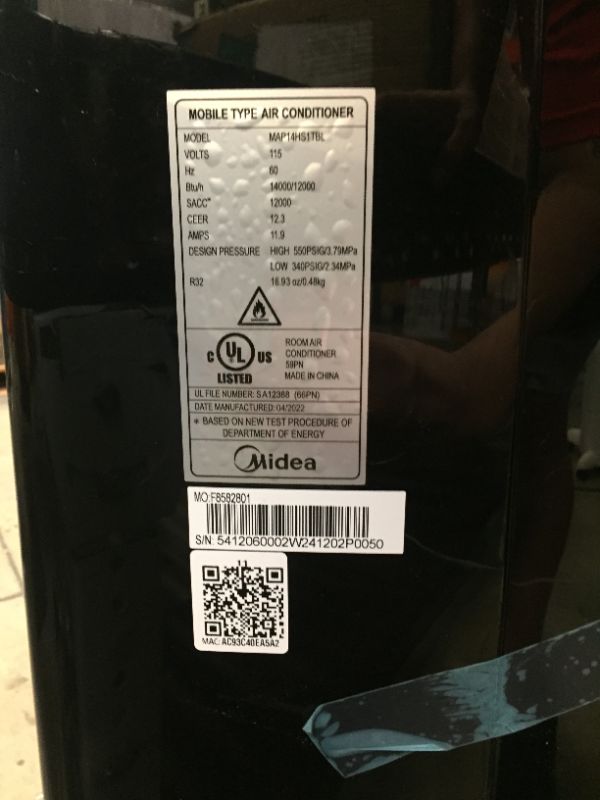 MOBILE TYPE AIR CONDITIONER
MODEL MAP14HS1TBL
VOLTS 115
Hz 60
Btu/h 14000/12000
SACC* 12000
CEER 12.3
AMPS 11.9
DESIGN PRESSURE HIGH 550PSIG/3.79MPa
LOW 340PSIG/2.34MPa
R32 16.93 oz/0.48kg
C UL US
LISTED
ROOM AIR
CONDITIONER
59PN
MADE IN CHINA
UL FILE NUMBER: SA12388 (66PN)
DATE MANUFACTURED: 04/2022
* BASED ON NEW TEST PROCEDURE OF
DEPARTMENT OF ENERGY
Midea
MO:F8582801
S/N: 5412060002W241202P0050
MAC: AC93C40EA5A2